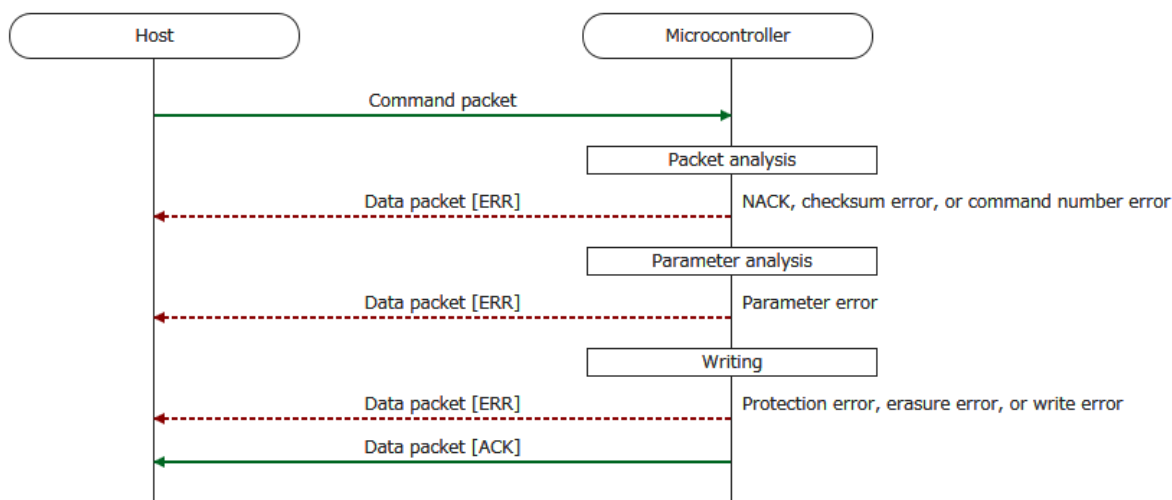 Host
Microcontroller
Command packet
Packet analysis
Data packet [ERR]
NACK, checksum error, or command number error
Parameter analysis
Data packet [ERR]
Parameter error
Writing
Data packet [ERR]
Protection error, erasure error, or write error
Data packet [ACK]